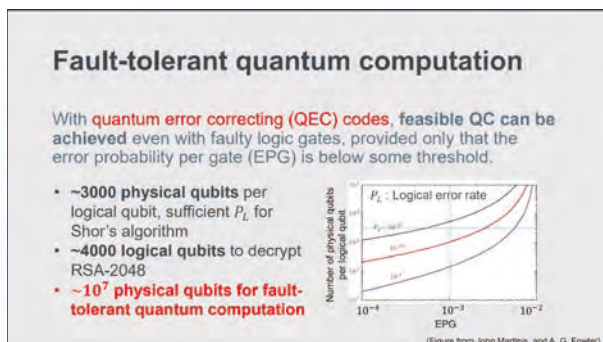 Fault-tolerant quantum computation
With quantum error correcting (QEC) codes, feasible QC can be
achieved even with faulty logic gates, provided only that the
error probability per gate (EPG) is below some threshold.
• ~3000 physical qubits per
logical qubit, sufficient P_L for
Shor's algorithm
• ~4000 logical qubits to decrypt
RSA-2048
• ~10⁷ physical qubits for fault-
tolerant quantum computation
P_L : Logical error rate
Number of physical qubits
per logical qubit
10⁻⁴ 10⁻³ 10⁻²
EPG
(Figure from John Martinis, and A. G. Fowler)